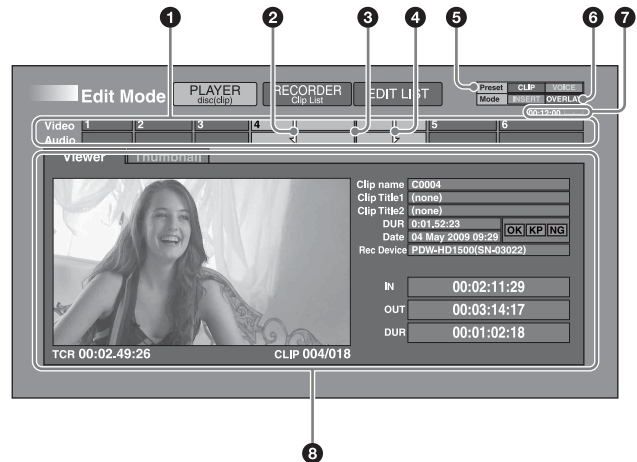 1 2 3 4 5 6 7
Edit Mode PLAYER disc(clip) RECORDER Clip List EDIT LIST
Preset CLIP VOICE
Mode INSERT OVERLAY
00:12:00
Video 1 2 3 4 5 6
Audio
Viewer Thumbnail
Clip name C0004
Clip Title1 (none)
Clip Title2 (none)
DUR 0:01.52:23
Date 04 May 2009 09:29
OK KP NG
Rec Device PDW-HD1500(SN-03022)
IN 00:02:11:29
OUT 00:03:14:17
DUR 00:01:02:18
TCR 00:02.49:26 CLIP 004/018
8